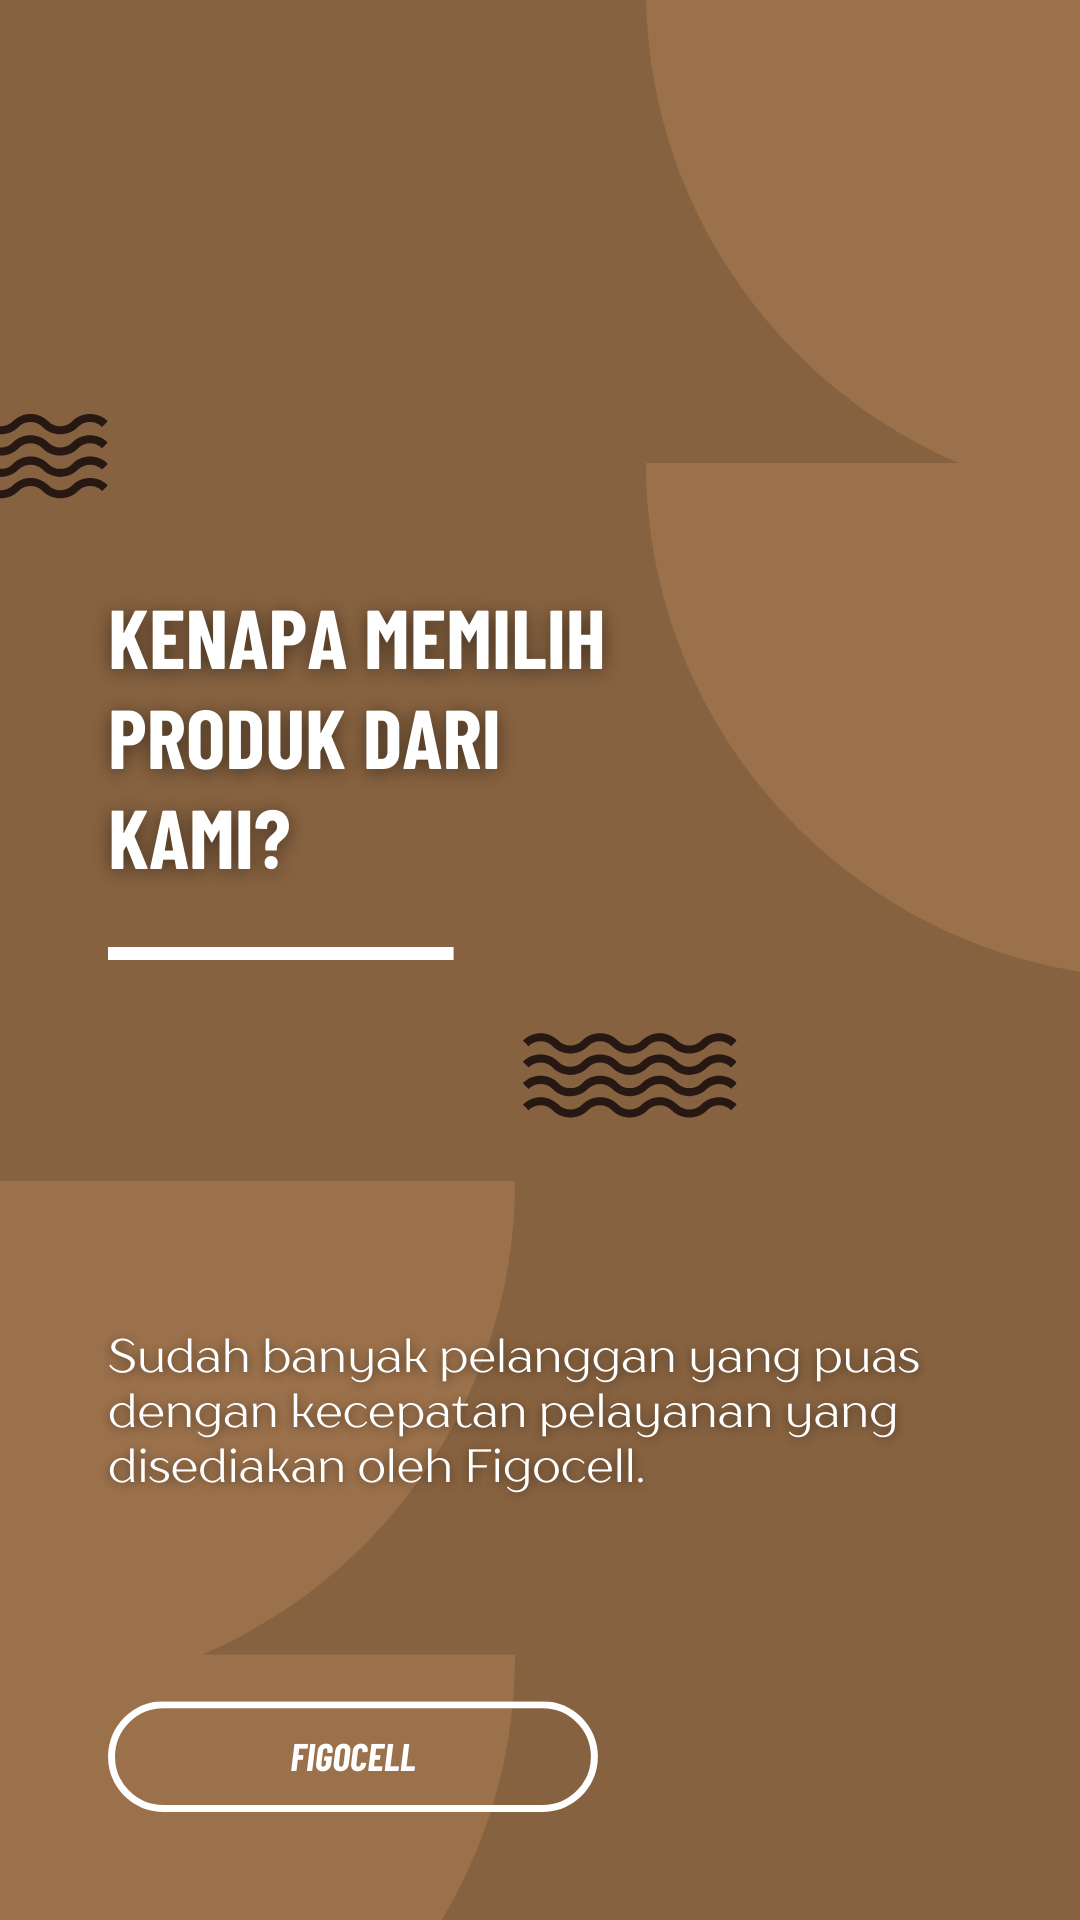 KENAPA MEMILIH
PRODUK DARI
KAMI?
Sudah banyak pelanggan yang puas
dengan kecepatan pelayanan yang
disediakan oleh Figocell.
FIGOCELL